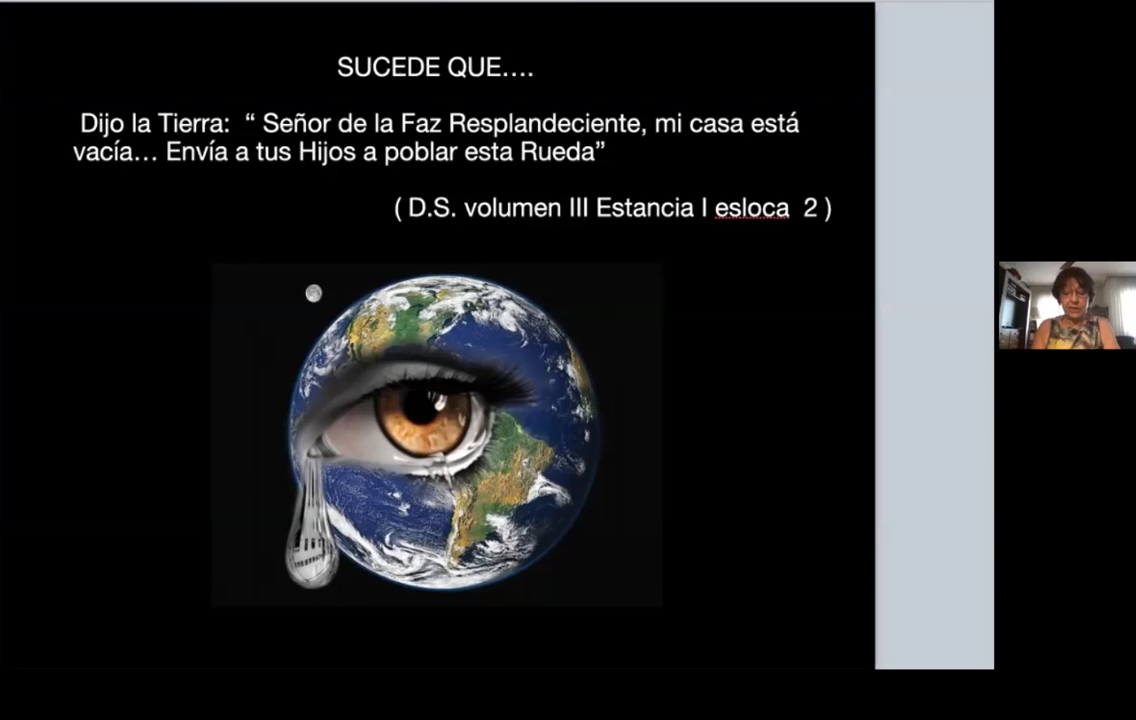 SUCEDE QUE….
Dijo la Tierra: “ Señor de la Faz Resplandeciente, mi casa está
vacía… Envía a tus Hijos a poblar esta Rueda”
( D.S. volumen III Estancia I esloca 2 )